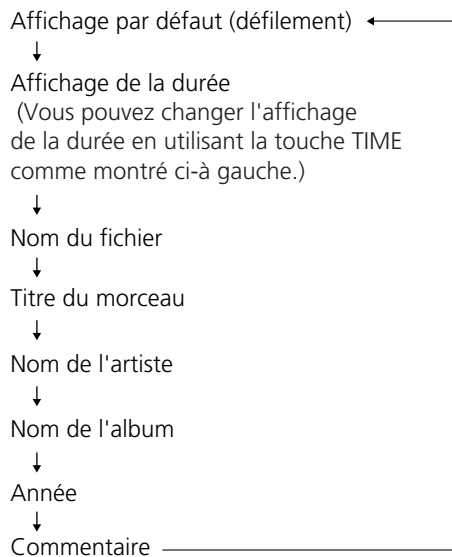 Affichage par défaut (défilement)
Affichage de la durée
(Vous pouvez changer l'affichage
de la durée en utilisant la touche TIME
comme montré ci-à gauche.)
Nom du fichier
Titre du morceau
Nom de l'artiste
Nom de l'album
Année
Commentaire